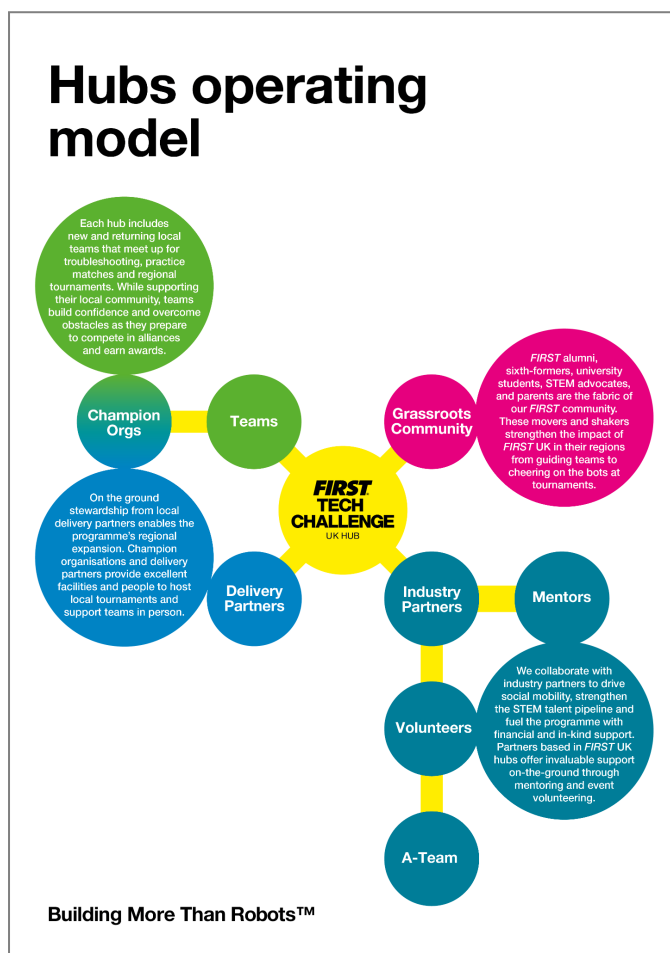 Hubs operating
model
Each hub includes
new and returning local
teams that meet up for
troubleshooting, practice
matches and regional
tournaments. While supporting
their local community, teams
build confidence and overcome
obstacles as they prepare
to compete in alliances
and earn awards.
Champion
Orgs
Teams
Grassroots
Community
FIRST alumni,
sixth-formers, university
students, STEM advocates,
and parents are the fabric of
our FIRST community.
These movers and shakers
strengthen the impact of
FIRST UK in their regions
from guiding teams to
cheering on the bots at
tournaments.
FIRST®
TECH
CHALLENGE
UK HUB
On the ground
stewardship from local
delivery partners enables the
programme's regional
expansion. Champion
organisations and delivery
partners provide excellent
facilities and people to host
local tournaments and
support teams in person.
Delivery
Partners
Industry
Partners
Mentors
We collaborate with
industry partners to drive
social mobility, strengthen
the STEM talent pipeline and
fuel the programme with
financial and in-kind support.
Partners based in FIRST UK
hubs offer invaluable support
on-the-ground through
mentoring and event
volunteering.
Volunteers
A-Team
Building More Than Robots™